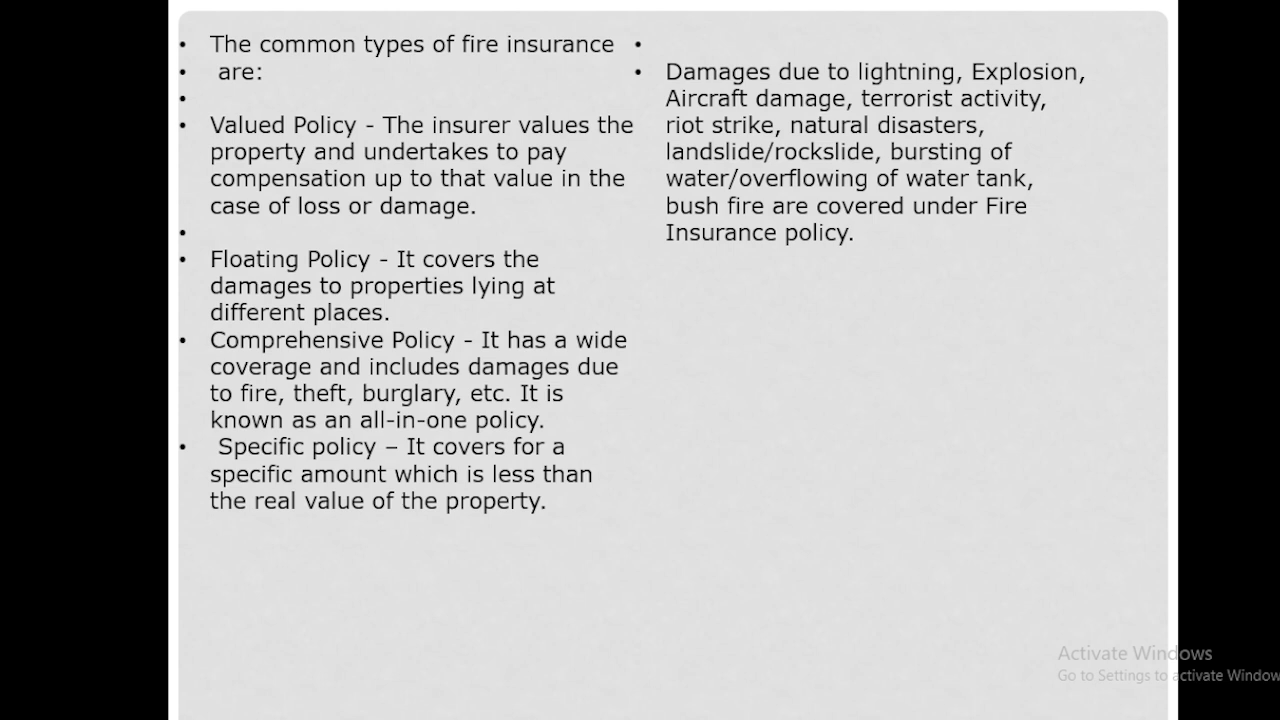 • The common types of fire insurance
• are:
•
• Valued Policy - The insurer values the
property and undertakes to pay
compensation up to that value in the
case of loss or damage.
•
• Floating Policy - It covers the
damages to properties lying at
different places.
• Comprehensive Policy - It has a wide
coverage and includes damages due
to fire, theft, burglary, etc. It is
known as an all-in-one policy.
• Specific policy – It covers for a
specific amount which is less than
the real value of the property.
•
• Damages due to lightning, Explosion,
Aircraft damage, terrorist activity,
riot strike, natural disasters,
landslide/rockslide, bursting of
water/overflowing of water tank,
bush fire are covered under Fire
Insurance policy.
Activate Windows
Go to Settings to activate Window